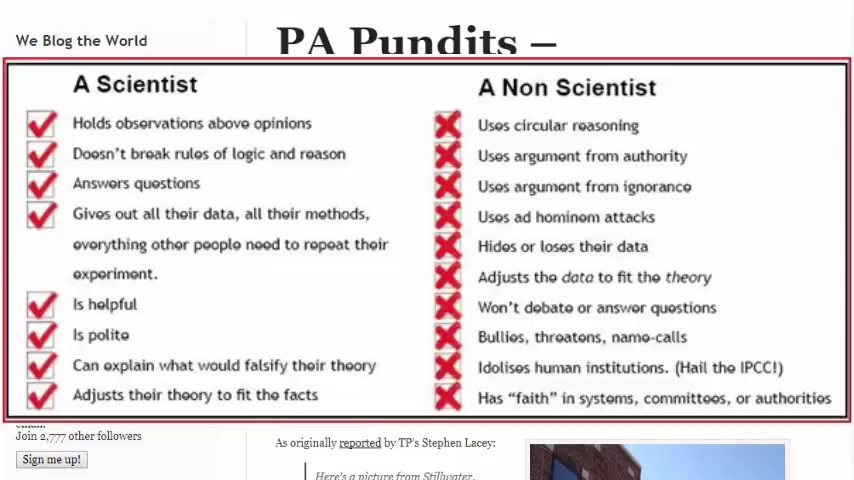 We Blog the World
PA Pundits –
A Scientist
Holds observations above opinions
Doesn't break rules of logic and reason
Answers questions
Gives out all their data, all their methods,
everything other people need to repeat their
experiment.
Is helpful
Is polite
Can explain what would falsify their theory
Adjusts their theory to fit the facts
A Non Scientist
Uses circular reasoning
Uses argument from authority
Uses argument from ignorance
Uses ad hominem attacks
Hides or loses their data
Adjusts the data to fit the theory
Won't debate or answer questions
Bullies, threatens, name-calls
Idolises human institutions. (Hail the IPCC!)
Has "faith" in systems, committees, or authorities
Join 2,777 other followers
Sign me up!
As originally reported by TP's Stephen Lacey:
Here's a picture from Stillwater,